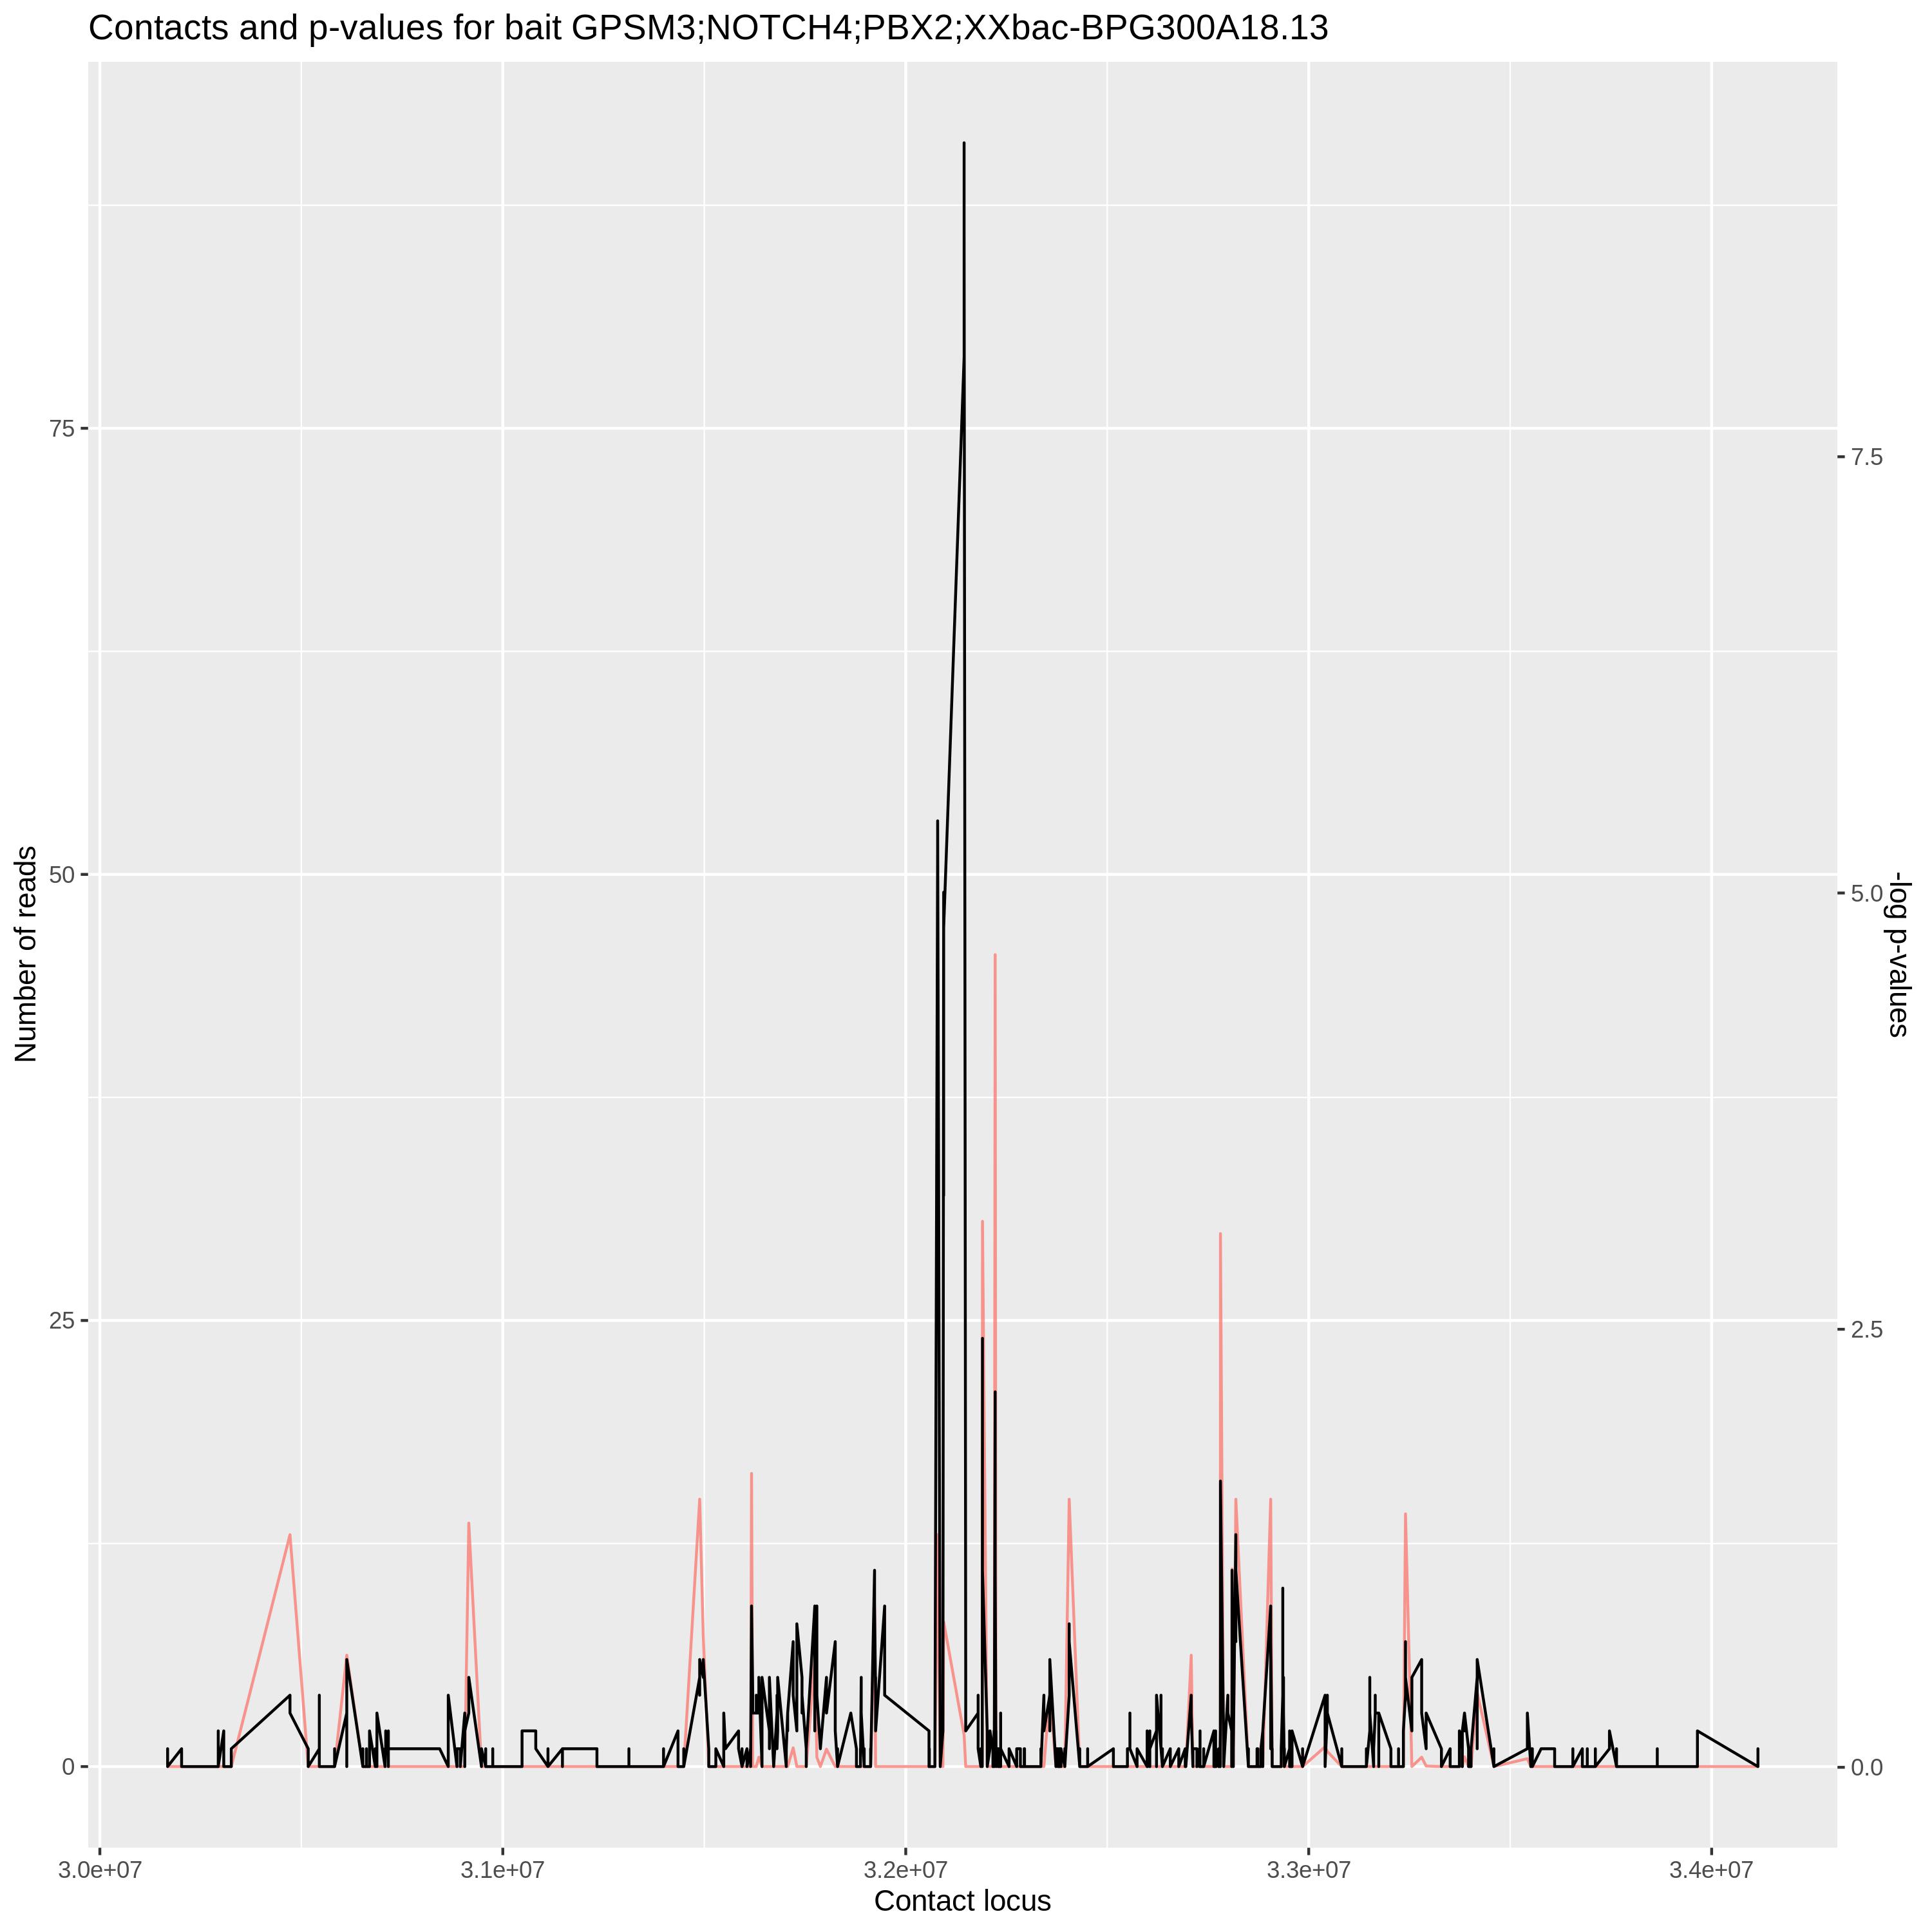 Contacts and p-values for bait GPSM3;NOTCH4;PBX2;XXbac-BPG300A18.13
75
7.5
Number of reads
50
5.0
-log p-values
25
2.5
0
0.0
3.0e+07 3.1e+07 3.2e+07 3.3e+07 3.4e+07
Contact locus